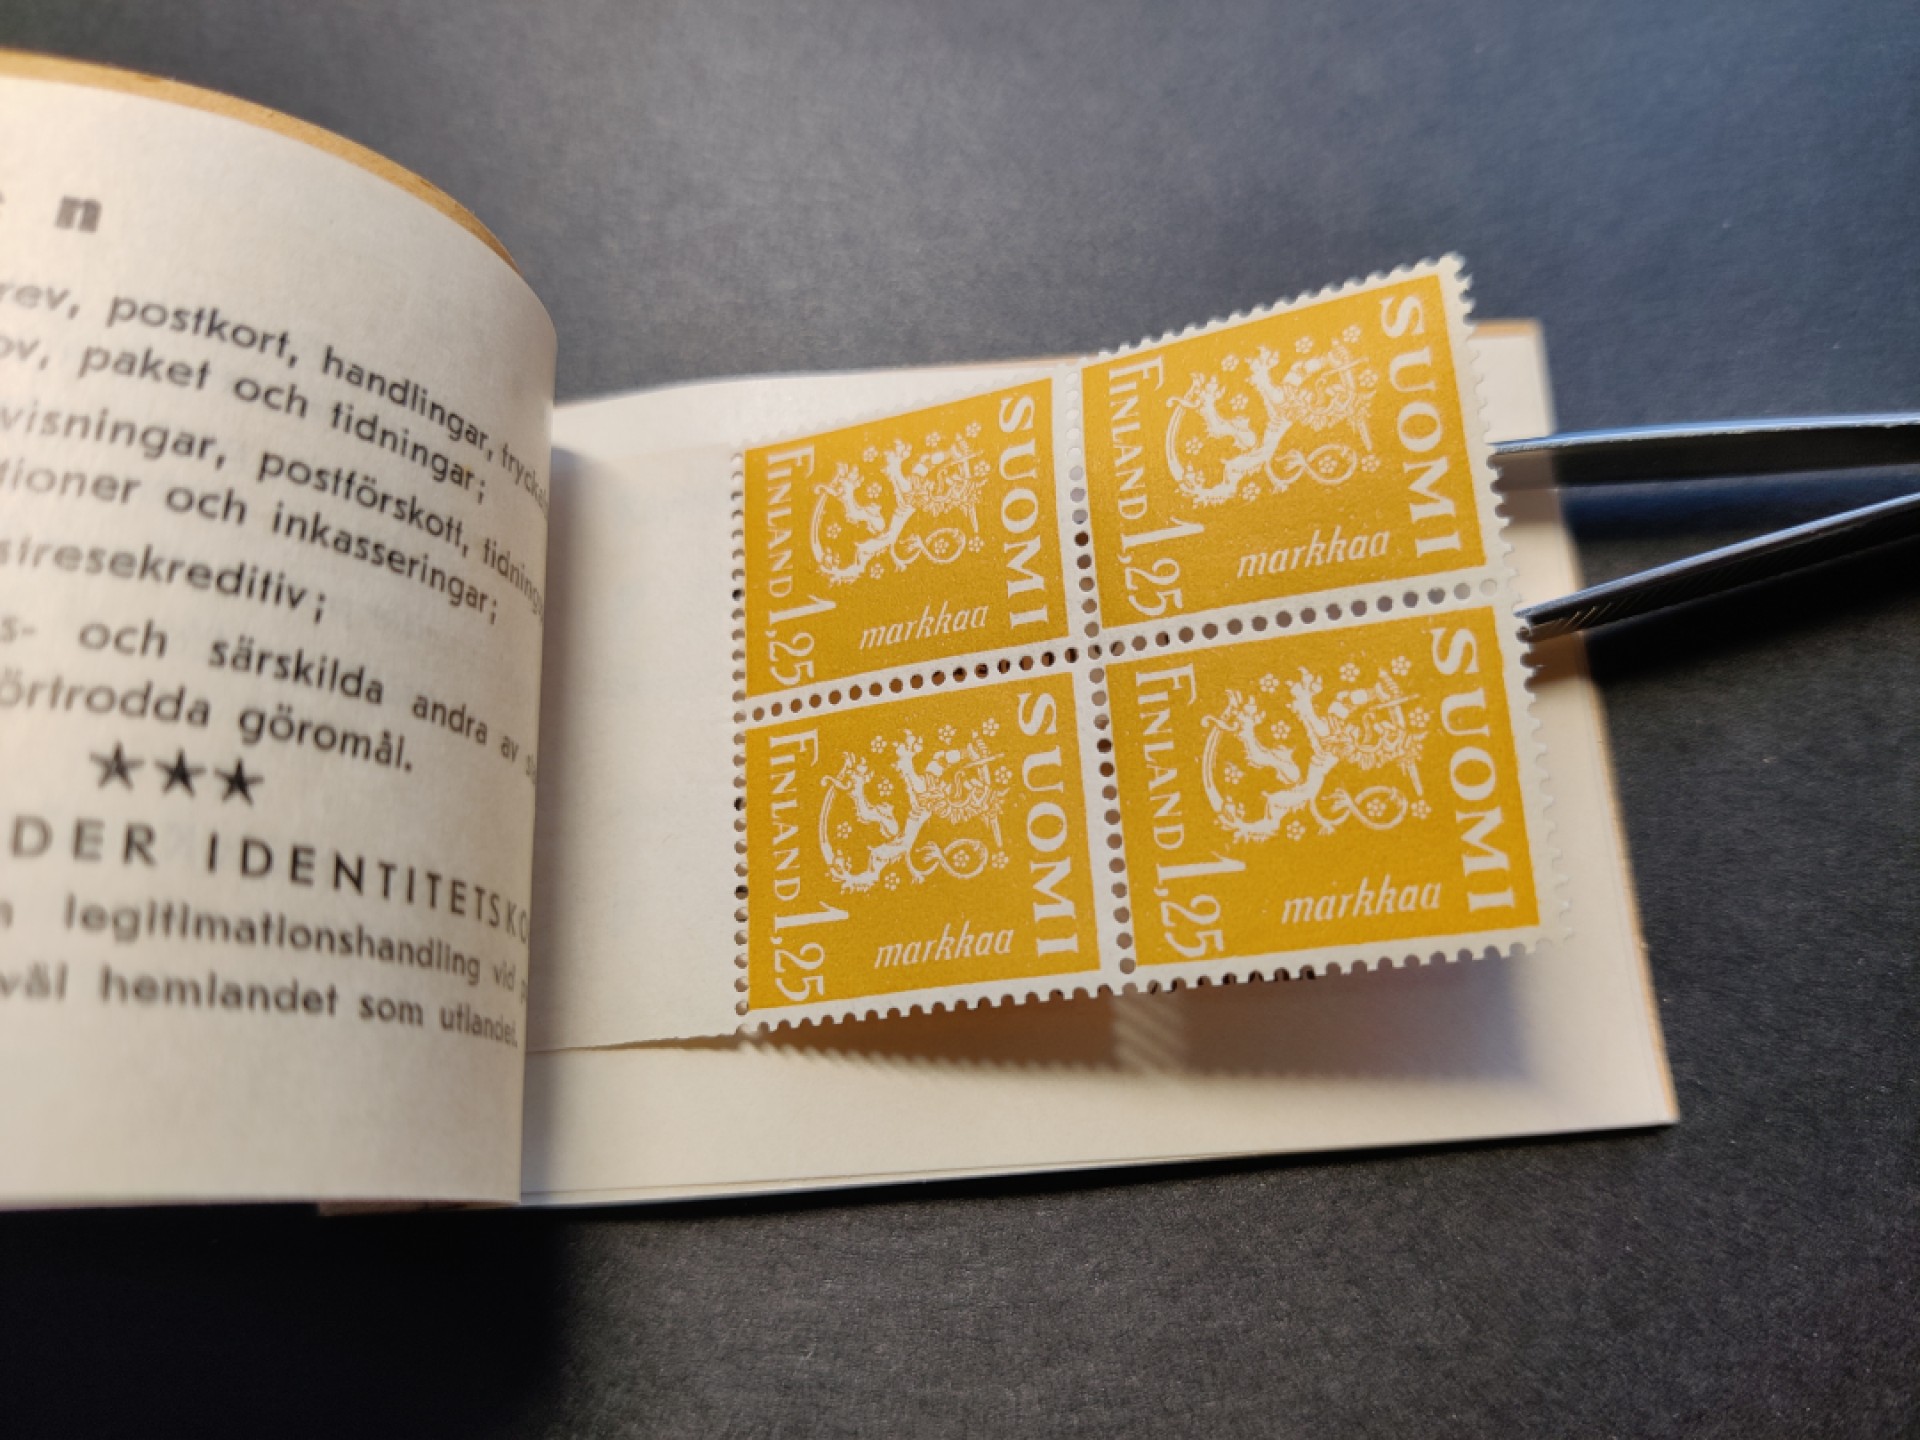 n
rev, postkort, handlingar,
ov, paket och tidningar;
visningar, postförskott,
tioner och inkasseringar;
stresekreditiv;
s- och särskilda andra av
örtrodda göromål.
★★★
DER IDENTITETSKO
legitimationshandling vid
väl hemlandet som utlandet.
SUOMI
FINLAND
1,25
markkaa
SUOMI
FINLAND
1,25
markkaa
SUOMI
FINLAND
1,25
markkaa
SUOMI
FINLAND
1,25
markkaa